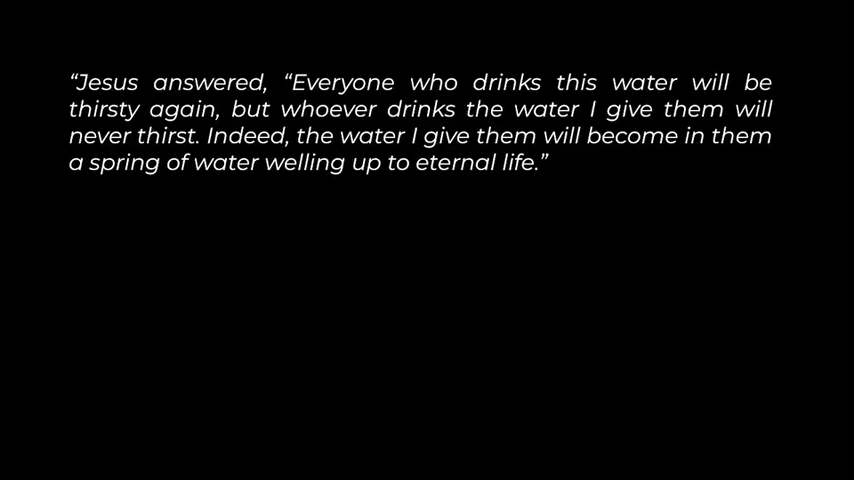 “Jesus answered, “Everyone who drinks this water will be
thirsty again, but whoever drinks the water I give them will
never thirst. Indeed, the water I give them will become in them
a spring of water welling up to eternal life.”